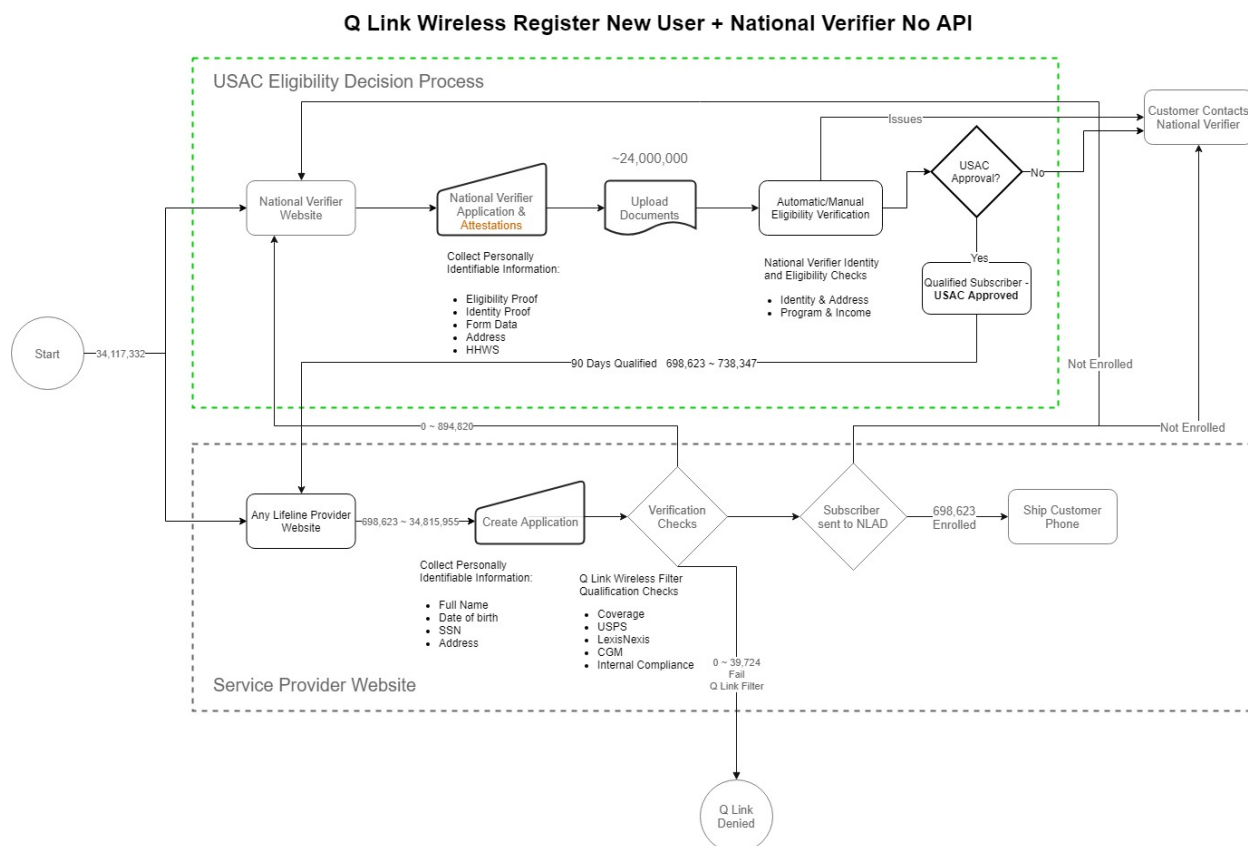 Q Link Wireless Register New User + National Verifier No API
USAC Eligibility Decision Process
Customer Contacts
National Verifier
Issues
~24,000,000
USAC
Approval?
No
National Verifier
Website
National Verifier
Application &
Attestations
Upload
Documents
Automatic/Manual
Eligibility Verification
Collect Personally
Identifiable Information:
• Eligibility Proof
• Identity Proof
• Form Data
• Address
• HHWS
National Verifier Identity
and Eligibility Checks
• Identity & Address
• Program & Income
Yes
Qualified Subscriber -
USAC Approved
Start
34,117,332
90 Days Qualified 698,623 ~ 738,347
Not Enrolled
0 ~ 894,820
Not Enrolled
Any Lifeline Provider
Website
698,623 ~ 34,815,955
Create Application
Verification
Checks
Subscriber
sent to NLAD
698,623
Enrolled
Ship Customer
Phone
Collect Personally
Identifiable Information:
• Full Name
• Date of birth
• SSN
• Address
Q Link Wireless Filter
Qualification Checks
• Coverage
• USPS
• LexisNexis
• CGM
• Internal Compliance
0 ~ 39,724
Fail
Q Link Filter
Service Provider Website
Q Link
Denied